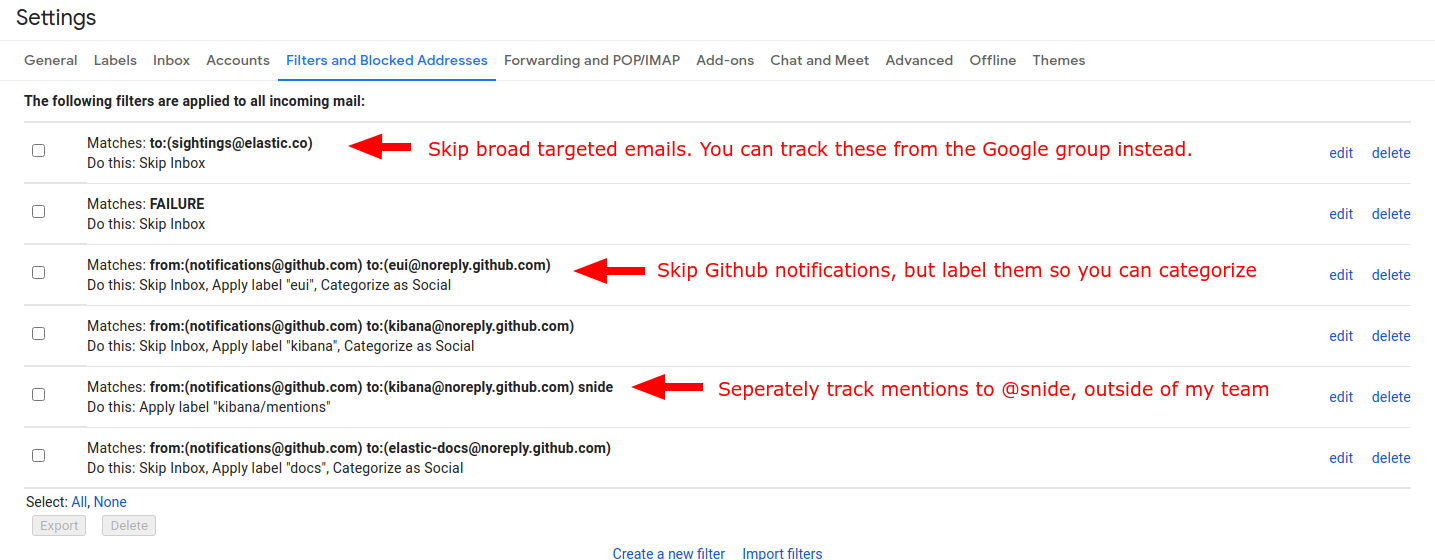 Settings
General Labels Inbox Accounts Filters and Blocked Addresses Forwarding and POP/IMAP Add-ons Chat and Meet Advanced Offline Themes
The following filters are applied to all incoming mail:
Matches: to:(sightings@elastic.co)
Do this: Skip Inbox
Skip broad targeted emails. You can track these from the Google group instead.
edit delete
Matches: FAILURE
Do this: Skip Inbox
edit delete
Matches: from:(notifications@github.com) to:(eui@noreply.github.com)
Do this: Skip Inbox, Apply label "eui", Categorize as Social
Skip Github notifications, but label them so you can categorize
edit delete
Matches: from:(notifications@github.com) to:(kibana@noreply.github.com)
Do this: Skip Inbox, Apply label "kibana", Categorize as Social
edit delete
Matches: from:(notifications@github.com) to:(kibana@noreply.github.com) snide
Do this: Apply label "kibana/mentions"
Seperately track mentions to @snide, outside of my team
edit delete
Matches: from:(notifications@github.com) to:(elastic-docs@noreply.github.com)
Do this: Skip Inbox, Apply label "docs", Categorize as Social
edit delete
Select: All, None
Export Delete
Create a new filter Import filters